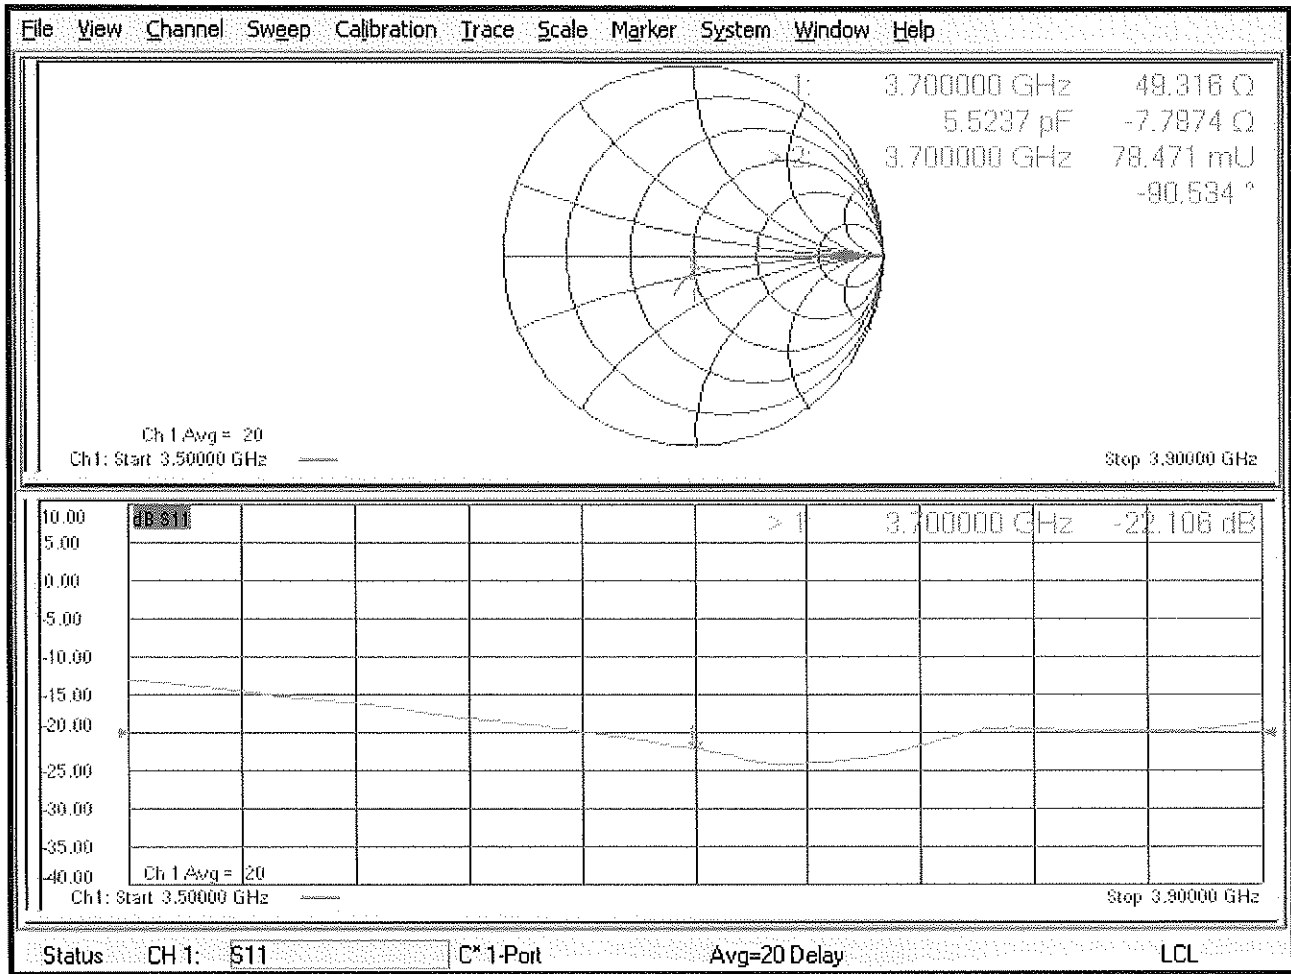 File View Channel Sweep Calibration Trace Scale Marker System Window Help
1: 3.700000 GHz 49.316 Ω
5.5237 pF -7.7874 Ω
> 2: 3.700000 GHz 78.471 mU
-90.534 °
Ch 1 Avg = 20
Ch1: Start 3.50000 GHz
Stop 3.90000 GHz
10.00
dB S11
> 1: 3.700000 GHz -22.106 dB
5.00
0.00
-5.00
-10.00
-15.00
-20.00
-25.00
-30.00
-35.00
-40.00
Ch 1 Avg = 20
Ch1: Start 3.50000 GHz
Stop 3.90000 GHz
Status CH 1: S11 C* 1-Port Avg=20 Delay LCL